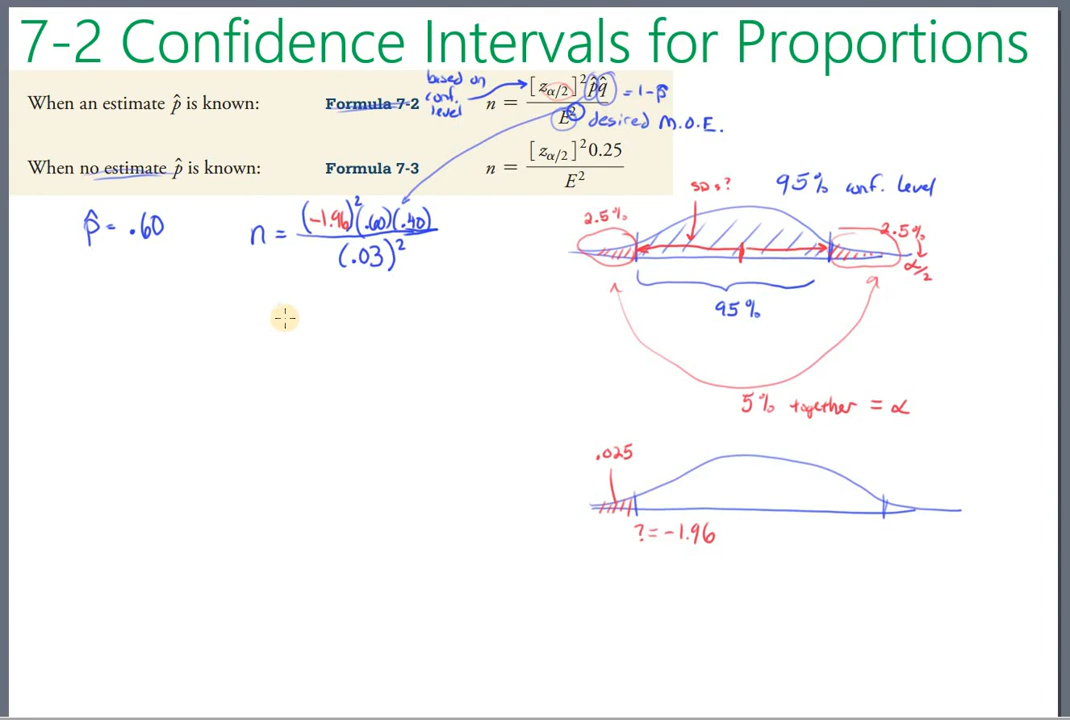 7-2 Confidence Intervals for Proportions
When an estimate p̂ is known: Formula 7-2 n = [z_{α/2}]² p̂q̂ / E²
based on conf. level
= 1 - p̂
desired M.O.E.
When no estimate p̂ is known: Formula 7-3 n = [z_{α/2}]² 0.25 / E²
p̂ = .60
n = (-1.96)² (.60)(.40) / (.03)²
SDs?
95% conf. level
2.5%
2.5%
α/2
95%
5% together = α
.025
? = -1.96